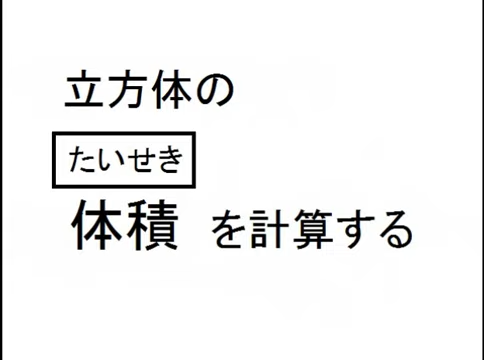 立方体の
たいせき
体積 を計算する